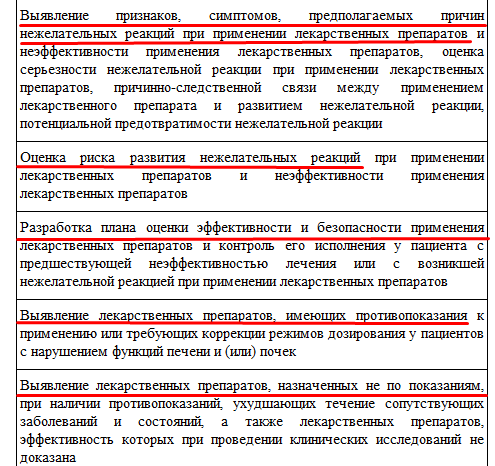 Выявление признаков, симптомов, предполагаемых причин
нежелательных реакций при применении лекарственных препаратов и
неэффективности применения лекарственных препаратов, оценка
серьезности нежелательной реакции при применении лекарственных
препаратов, причинно-следственной связи между применением
лекарственного препарата и развитием нежелательной реакции,
потенциальной предотвратимости нежелательной реакции
Оценка риска развития нежелательных реакций при применении
лекарственных препаратов и неэффективности применения
лекарственных препаратов
Разработка плана оценки эффективности и безопасности применения
лекарственных препаратов и контроль его исполнения у пациента с
предшествующей неэффективностью лечения или с возникшей
нежелательной реакцией при применении лекарственных препаратов
Выявление лекарственных препаратов, имеющих противопоказания к
применению или требующих коррекции режимов дозирования у пациентов
с нарушением функций печени и (или) почек
Выявление лекарственных препаратов, назначенных не по показаниям,
при наличии противопоказаний, ухудшающих течение сопутствующих
заболеваний и состояний, а также лекарственных препаратов,
эффективность которых при проведении клинических исследований не
доказана